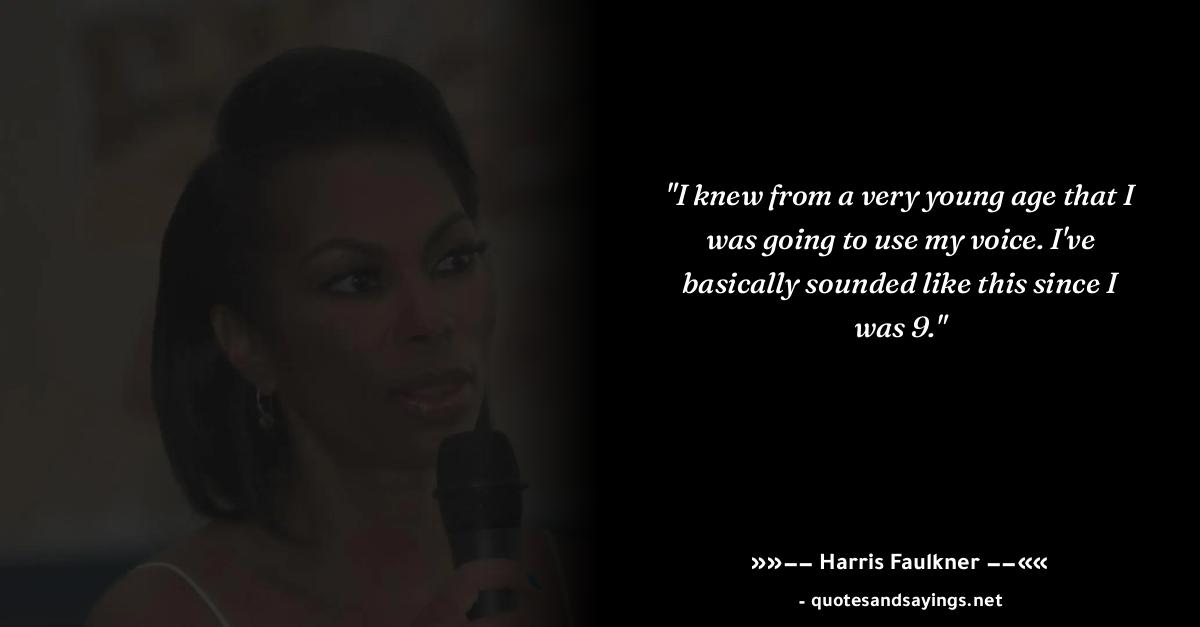 "I knew from a very young age that I
was going to use my voice. I've
basically sounded like this since I
was 9."
»»–– Harris Faulkner ––««
- quotesandsayings.net